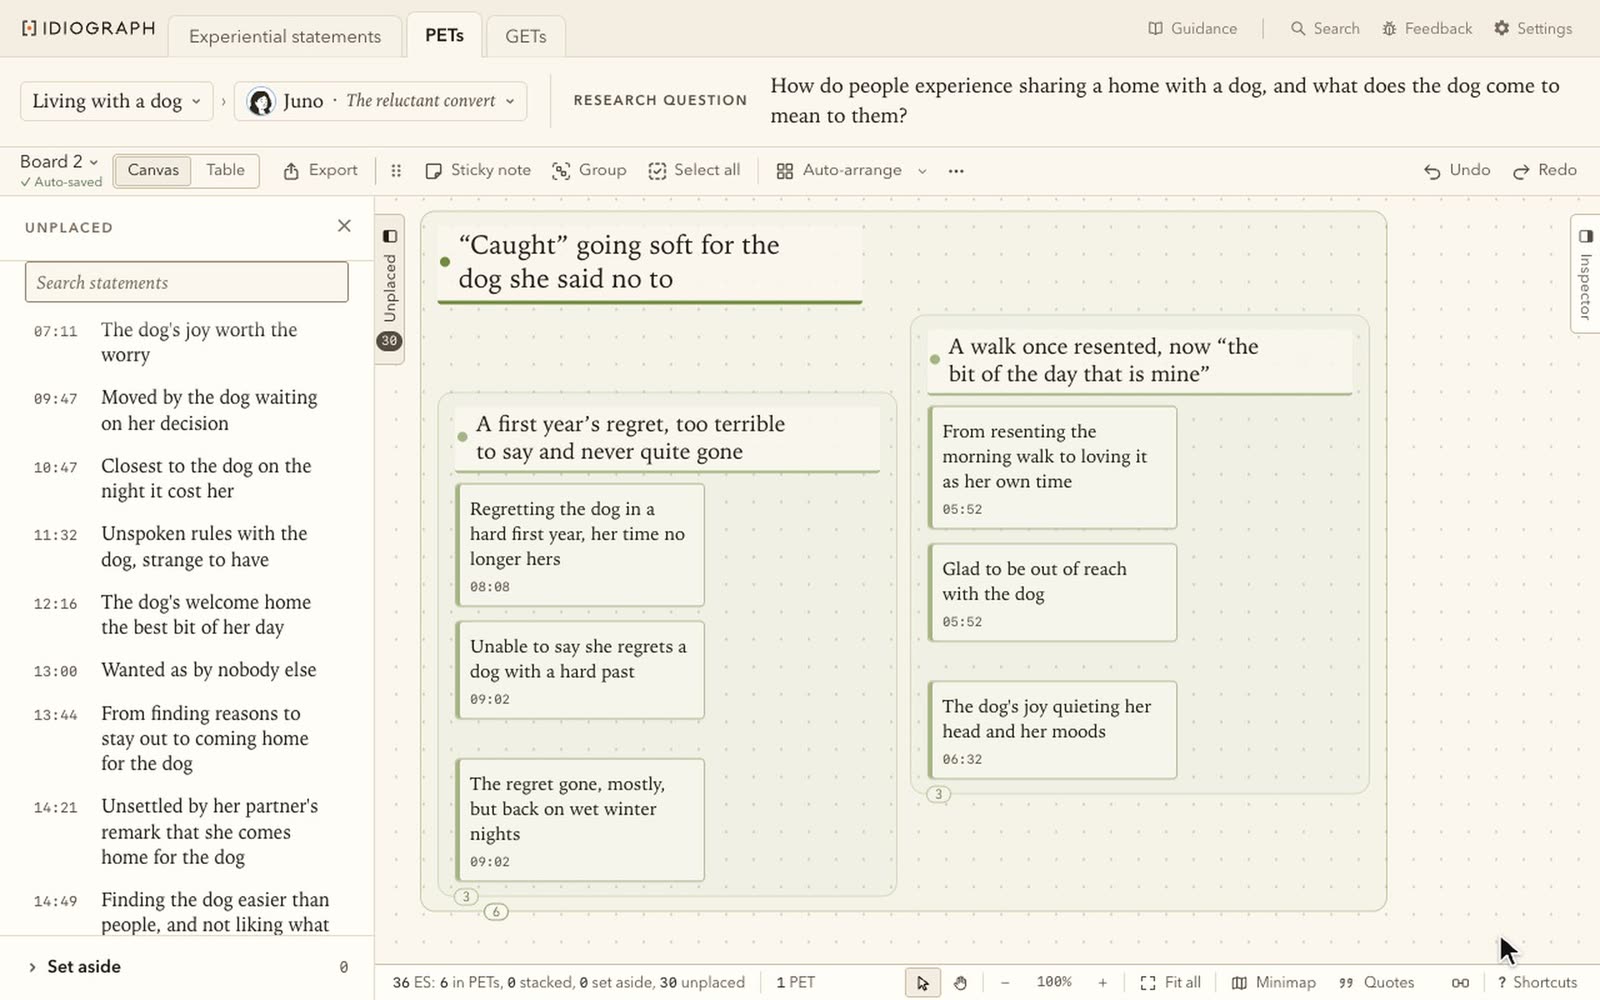 IDIOGRAPH
Experiential statements
PETs
GETs
Guidance
Search
Feedback
Settings
Living with a dog
Juno · The reluctant convert
RESEARCH QUESTION
How do people experience sharing a home with a dog, and what does the dog come to
mean to them?
Board 2
Auto-saved
Canvas
Table
Export
Sticky note
Group
Select all
Auto-arrange
Undo
Redo
UNPLACED
Search statements
07:11 The dog's joy worth the
worry
09:47 Moved by the dog waiting
on her decision
10:47 Closest to the dog on the
night it cost her
11:32 Unspoken rules with the
dog, strange to have
12:16 The dog's welcome home
the best bit of her day
13:00 Wanted as by nobody else
13:44 From finding reasons to
stay out to coming home
for the dog
14:21 Unsettled by her partner's
remark that she comes
home for the dog
14:49 Finding the dog easier than
people, and not liking what
Set aside 0
Unplaced
30
“Caught” going soft for the
dog she said no to
A first year’s regret, too terrible
to say and never quite gone
Regretting the dog in a
hard first year, her time no
longer hers
08:08
Unable to say she regrets a
dog with a hard past
09:02
The regret gone, mostly,
but back on wet winter
nights
09:02
3
6
A walk once resented, now “the
bit of the day that is mine”
From resenting the
morning walk to loving it
as her own time
05:52
Glad to be out of reach
with the dog
05:52
The dog's joy quieting her
head and her moods
06:32
3
Inspector
36 ES: 6 in PETs, 0 stacked, 0 set aside, 30 unplaced
1 PET
− 100% +
Fit all
Minimap
Quotes
? Shortcuts